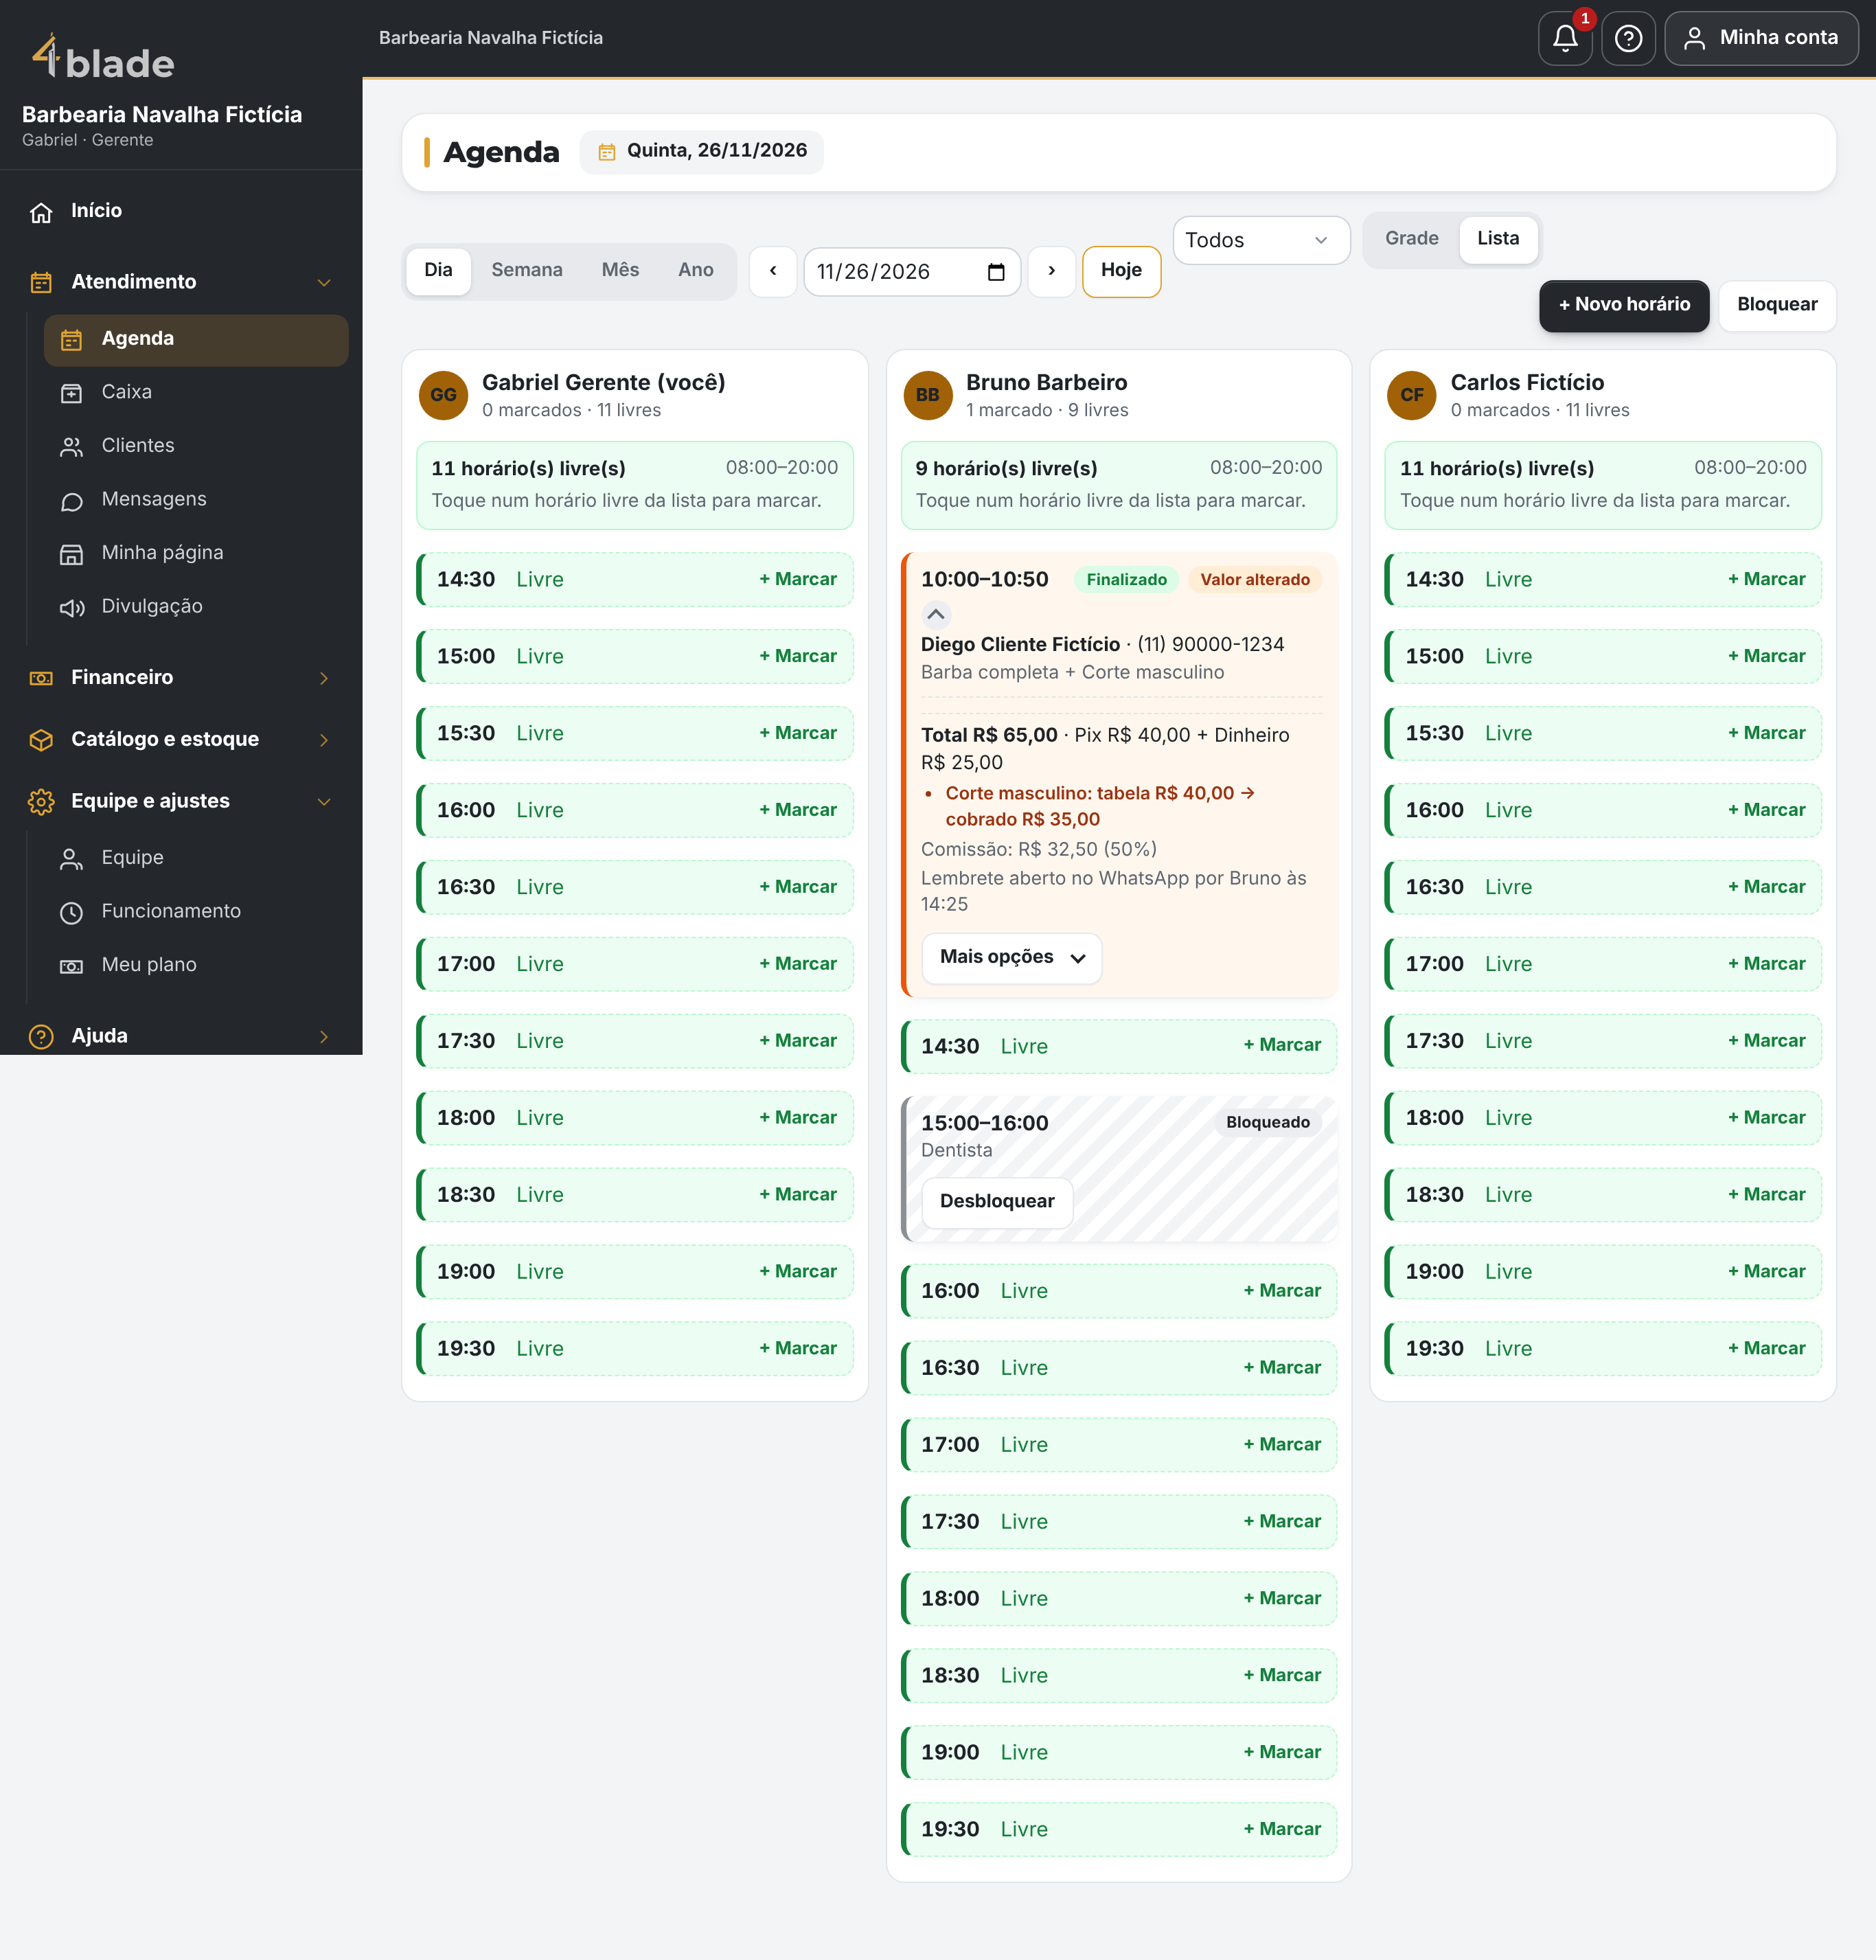 4blade
Barbearia Navalha Fictícia
Gabriel · Gerente
Início
Atendimento
Agenda
Caixa
Clientes
Mensagens
Minha página
Divulgação
Financeiro
Catálogo e estoque
Equipe e ajustes
Equipe
Funcionamento
Meu plano
Ajuda
Barbearia Navalha Fictícia
1
Minha conta
Agenda
Quinta, 26/11/2026
Dia Semana Mês Ano
‹ 11/26/2026 › Hoje
Todos
Grade Lista
+ Novo horário Bloquear
GG
Gabriel Gerente (você)
0 marcados · 11 livres
11 horário(s) livre(s) 08:00–20:00
Toque num horário livre da lista para marcar.
14:30 Livre + Marcar
15:00 Livre + Marcar
15:30 Livre + Marcar
16:00 Livre + Marcar
16:30 Livre + Marcar
17:00 Livre + Marcar
17:30 Livre + Marcar
18:00 Livre + Marcar
18:30 Livre + Marcar
19:00 Livre + Marcar
19:30 Livre + Marcar
BB
Bruno Barbeiro
1 marcado · 9 livres
9 horário(s) livre(s) 08:00–20:00
Toque num horário livre da lista para marcar.
10:00–10:50 Finalizado Valor alterado
Diego Cliente Fictício · (11) 90000-1234
Barba completa + Corte masculino
Total R$ 65,00 · Pix R$ 40,00 + Dinheiro
R$ 25,00
• Corte masculino: tabela R$ 40,00 →
cobrado R$ 35,00
Comissão: R$ 32,50 (50%)
Lembrete aberto no WhatsApp por Bruno às
14:25
Mais opções
14:30 Livre + Marcar
15:00–16:00 Bloqueado
Dentista
Desbloquear
16:00 Livre + Marcar
16:30 Livre + Marcar
17:00 Livre + Marcar
17:30 Livre + Marcar
18:00 Livre + Marcar
18:30 Livre + Marcar
19:00 Livre + Marcar
19:30 Livre + Marcar
CF
Carlos Fictício
0 marcados · 11 livres
11 horário(s) livre(s) 08:00–20:00
Toque num horário livre da lista para marcar.
14:30 Livre + Marcar
15:00 Livre + Marcar
15:30 Livre + Marcar
16:00 Livre + Marcar
16:30 Livre + Marcar
17:00 Livre + Marcar
17:30 Livre + Marcar
18:00 Livre + Marcar
18:30 Livre + Marcar
19:00 Livre + Marcar
19:30 Livre + Marcar